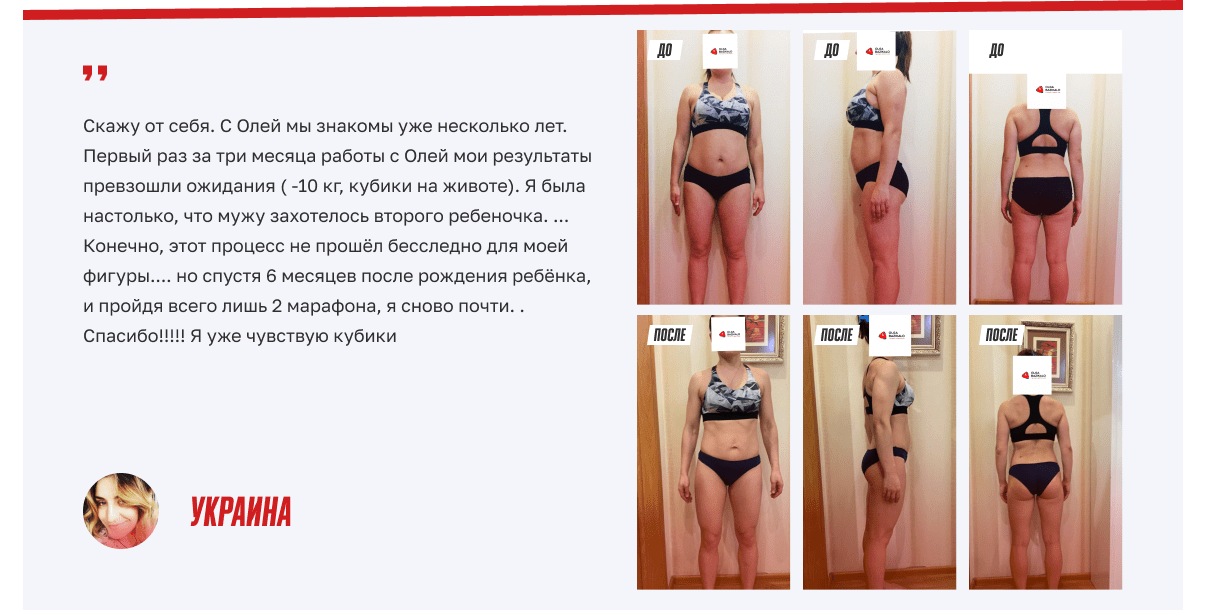 Скажу от себя. С Олей мы знакомы уже несколько лет.
Первый раз за три месяца работы с Олей мои результаты
превзошли ожидания ( -10 кг, кубики на животе). Я была
настолько, что мужу захотелось второго ребеночка. ...
Конечно, этот процесс не прошёл бесследно для моей
фигуры.... но спустя 6 месяцев после рождения ребёнка,
и пройдя всего лишь 2 марафона, я сново почти. .
Спасибо!!!!! Я уже чувствую кубики
УКРАИНА
ДО
ДО
ДО
ПОСЛЕ
ПОСЛЕ
ПОСЛЕ